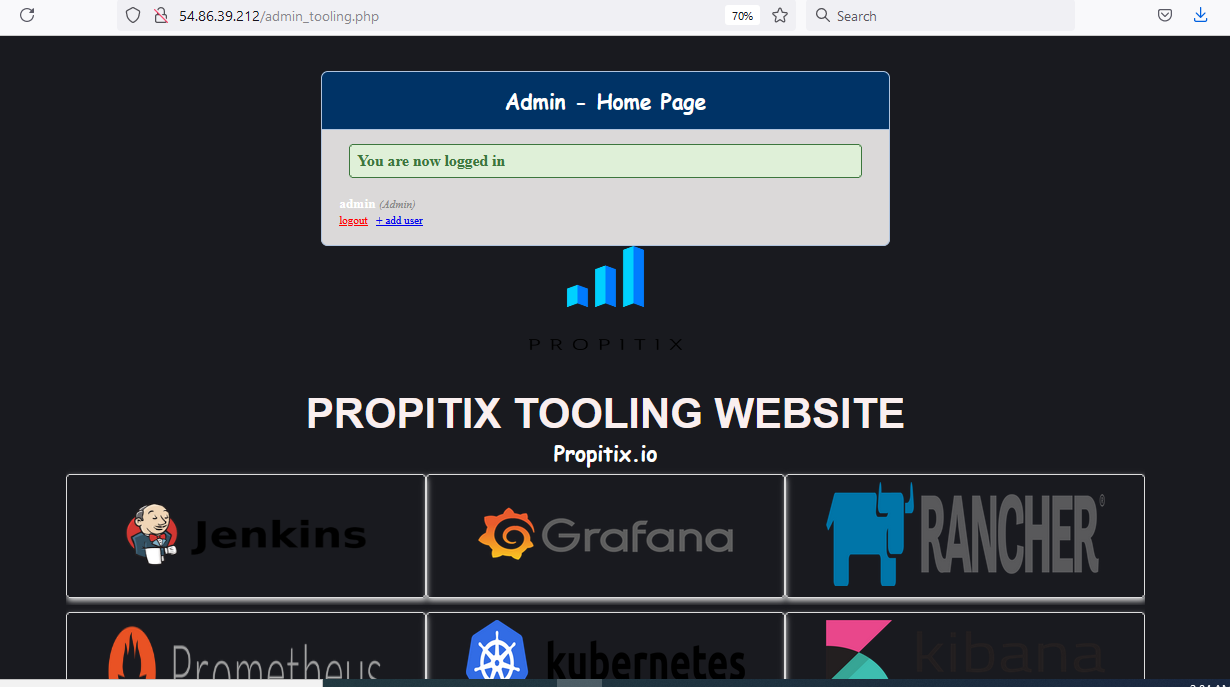 54.86.39.212/admin_tooling.php
70%
Search
Admin - Home Page
You are now logged in
admin (Admin)
logout + add user
PROPITIX
PROPITIX TOOLING WEBSITE
Propitix.io
Jenkins
Grafana
RANCHER®
Prometheus
kubernetes
kibana